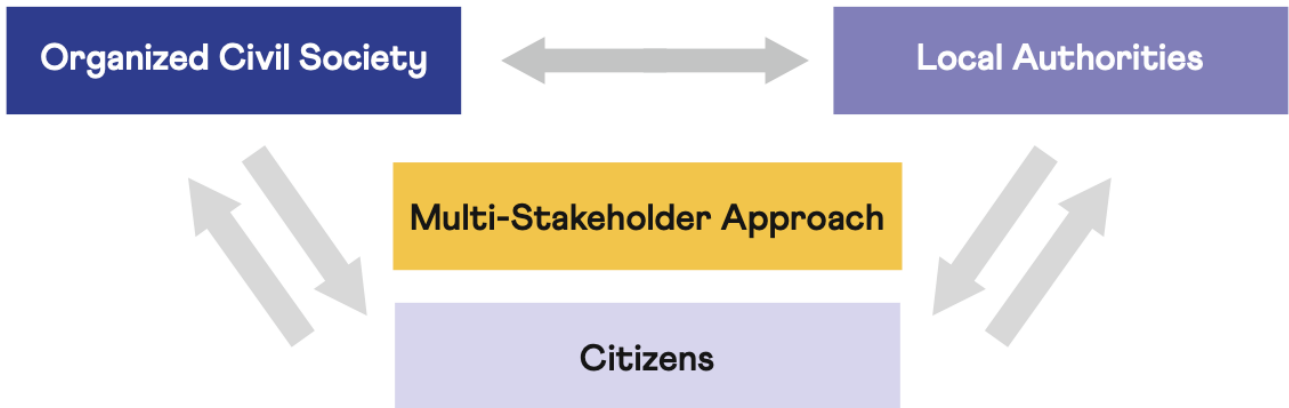 Organized Civil Society
Local Authorities
Multi-Stakeholder Approach
Citizens